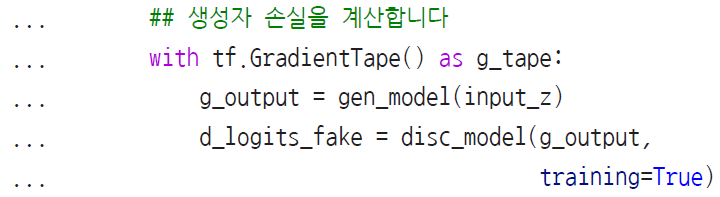 ...         ## 생성자 손실을 계산합니다
...         with tf.GradientTape() as g_tape:
...             g_output = gen_model(input_z)
...             d_logits_fake = disc_model(g_output,
...                                        training=True)